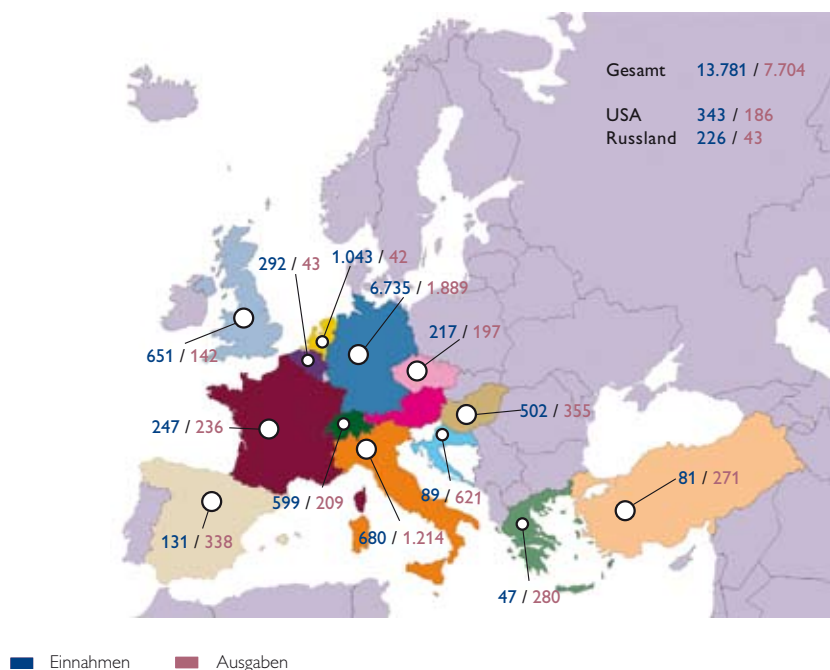 Gesamt 13.781 / 7.704
USA 343 / 186
Russland 226 / 43
292 / 43
1.043 / 42
6.735 / 1.889
217 / 197
651 / 142
502 / 355
247 / 236
81 / 271
599 / 209
89 / 621
131 / 338
680 / 1.214
47 / 280
Einnahmen Ausgaben